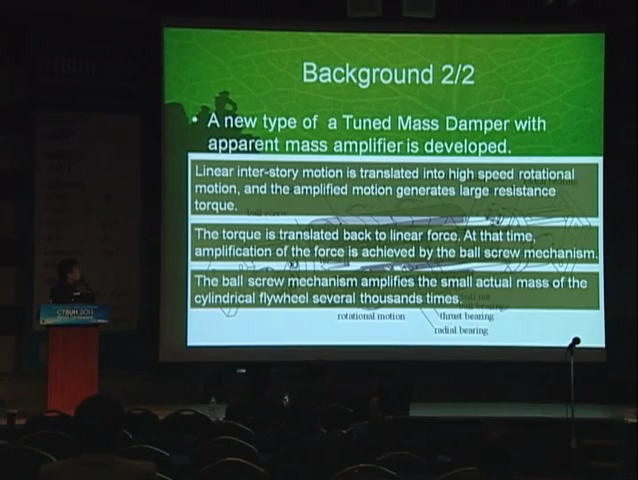 Background 2/2
• A new type of a Tuned Mass Damper with
apparent mass amplifier is developed.
Linear inter-story motion is translated into high speed rotational
motion, and the amplified motion generates large resistance
torque.
The torque is translated back to linear force. At that time,
amplification of the force is achieved by the ball screw mechanism.
The ball screw mechanism amplifies the small actual mass of the
cylindrical flywheel several thousands times.
ball nut
rotational motion
thrust bearing
radial bearing
CTBUH 2011